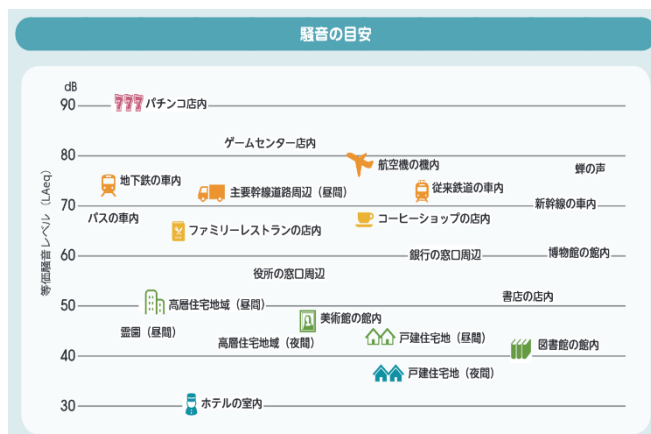 騒音の目安
dB
等価騒音レベル（LAeq）
90
777 パチンコ店内
ゲームセンター店内
80
航空機の機内
蝉の声
地下鉄の車内
主要幹線道路周辺（昼間）
従来鉄道の車内
70
新幹線の車内
バスの車内
コーヒーショップの店内
ファミリーレストランの店内
60
銀行の窓口周辺
博物館の館内
役所の窓口周辺
書店の店内
50
高層住宅地域（昼間）
美術館の館内
霊園（昼間）
戸建住宅地（昼間）
高層住宅地域（夜間）
図書館の館内
40
戸建住宅地（夜間）
30
ホテルの室内